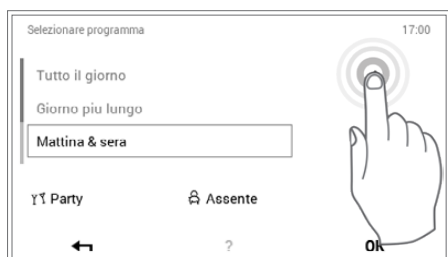 Selezionare programma 17:00
Tutto il giorno
Giorno piu lungo
Mattina & sera
Party Assente
? OK